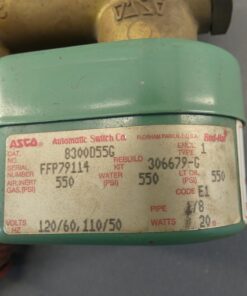 ASCO Automatic Switch Co. FLORHAM PARK, N.J. U.S.A. Red-Hat
CAT. NO. 8300D55G ENCL. TYPE 1
SERIAL NUMBER FFP79114 REBUILD KIT 306679-G
AIR,INERT GAS,(PSI) 550 WATER (PSI) 550 LT OIL (PSI) 550
CODE E1
PIPE 1/8
VOLTS HZ 120/60,110/50 WATTS 20